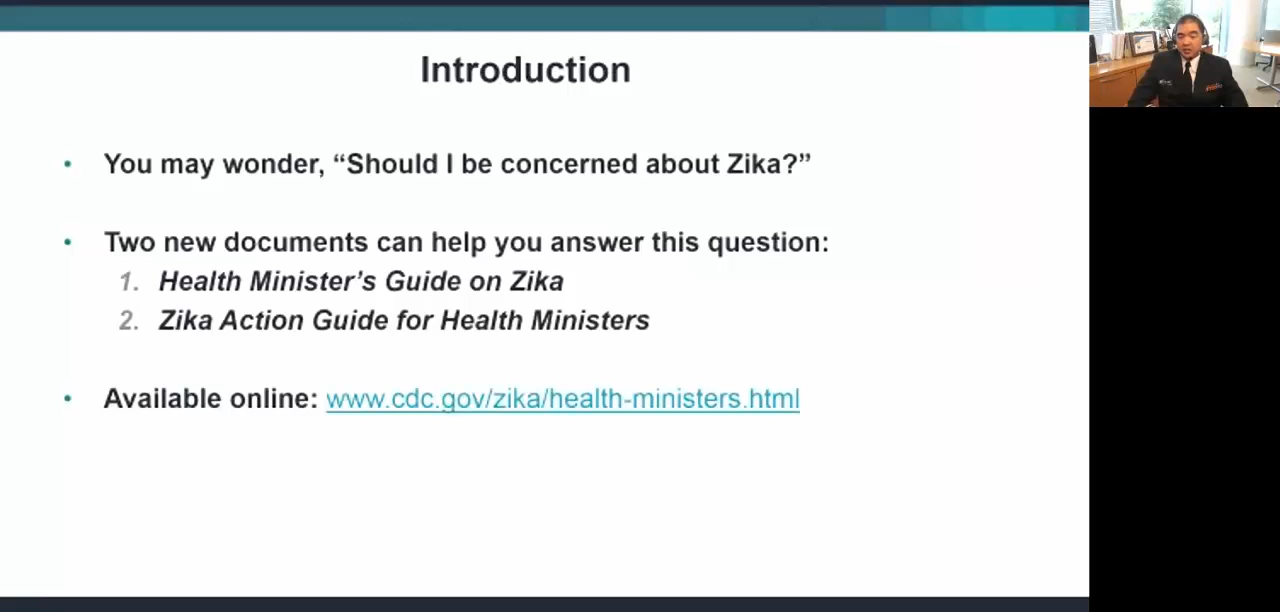 Introduction
• You may wonder, “Should I be concerned about Zika?”
• Two new documents can help you answer this question:
1. Health Minister’s Guide on Zika
2. Zika Action Guide for Health Ministers
• Available online: www.cdc.gov/zika/health-ministers.html